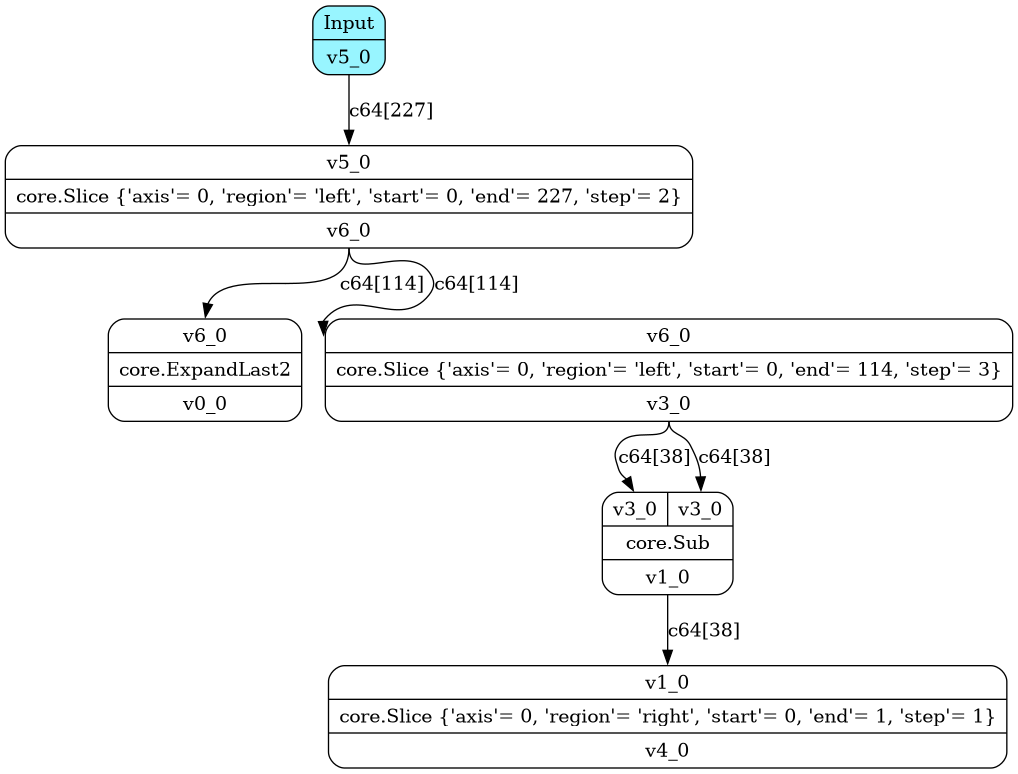 Input
v5_0
c64[227]
v5_0
core.Slice {'axis'= 0, 'region'= 'left', 'start'= 0, 'end'= 227, 'step'= 2}
v6_0
c64[114] c64[114]
v6_0
core.ExpandLast2
v0_0
v6_0
core.Slice {'axis'= 0, 'region'= 'left', 'start'= 0, 'end'= 114, 'step'= 3}
v3_0
c64[38] c64[38]
v3_0 v3_0
core.Sub
v1_0
c64[38]
v1_0
core.Slice {'axis'= 0, 'region'= 'right', 'start'= 0, 'end'= 1, 'step'= 1}
v4_0